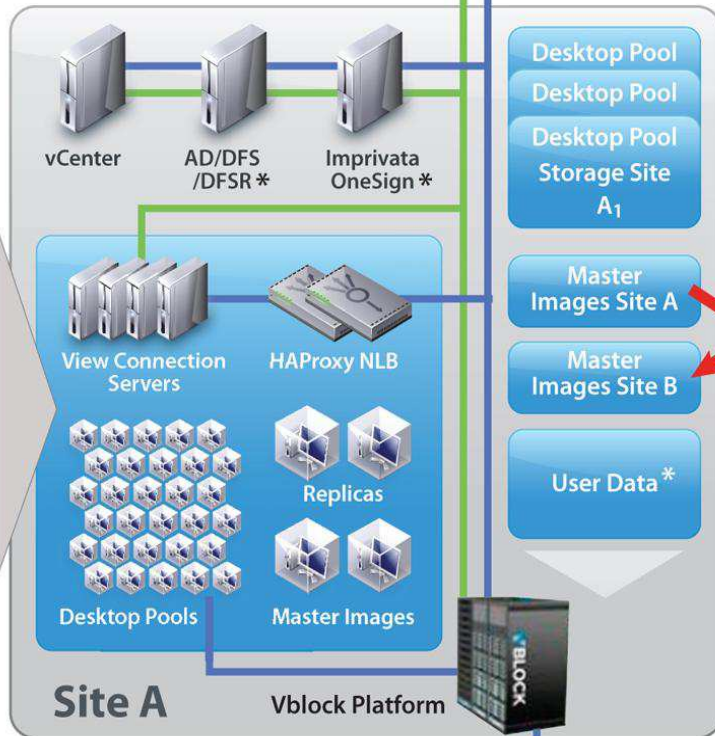 vCenter
AD/DFS
/DFSR*
Imprivata
OneSign*
Desktop Pool
Desktop Pool
Desktop Pool
Storage Site
A1
View Connection
Servers
HAProxy NLB
Master
Images Site A
Master
Images Site B
Replicas
User Data*
Desktop Pools
Master Images
Site A
Vblock Platform
VBLOCK